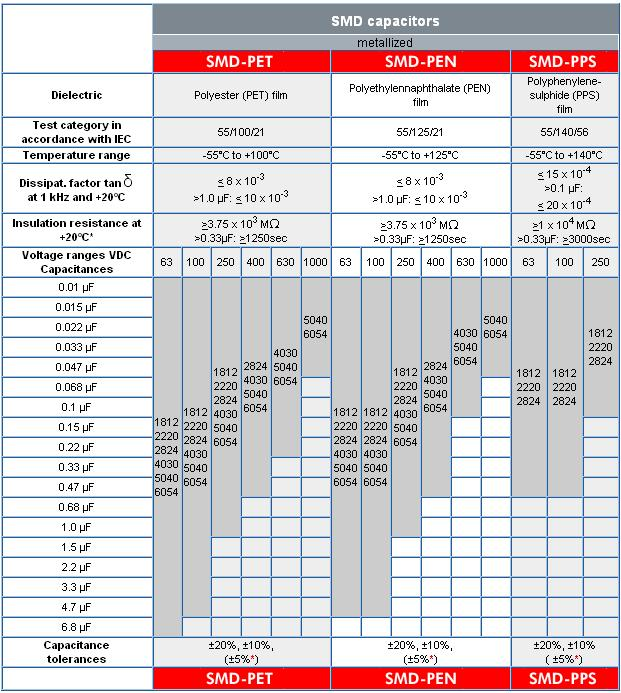 SMD capacitors
metallized
SMD-PET SMD-PEN SMD-PPS
Dielectric Polyester (PET) film Polyethylennaphthalate (PEN) film Polyphenylene-sulphide (PPS) film
Test category in accordance with IEC 55/100/21 55/125/21 55/140/56
Temperature range -55°C to +100°C -55°C to +125°C -55°C to +140°C
Dissipat. factor tan δ at 1 kHz and +20°C ≤ 8 x 10⁻³ >1.0 µF: ≤ 10 x 10⁻³ ≤ 8 x 10⁻³ >1.0 µF: ≤ 10 x 10⁻³ ≤ 15 x 10⁻⁴ >0.1 µF: ≤ 20 x 10⁻⁴
Insulation resistance at +20°C* ≥3.75 x 10³ MΩ >0.33µF: ≥1250sec ≥3.75 x 10³ MΩ >0.33µF: ≥1250sec ≥1 x 10⁴ MΩ >0.33µF: ≥3000sec
Voltage ranges VDC Capacitances 63 100 250 400 630 1000 63 100 250 400 630 1000 63 100 250
0.01 µF
0.015 µF
0.022 µF
0.033 µF
0.047 µF
0.068 µF
0.1 µF
0.15 µF
0.22 µF
0.33 µF
0.47 µF
0.68 µF
1.0 µF
1.5 µF
2.2 µF
3.3 µF
4.7 µF
6.8 µF
1812 2220 2824 4030 5040 6054
1812 2220 2824 4030 5040 6054
1812 2220 2824 4030 5040 6054
2824 4030 5040 6054
4030 5040 6054
5040 6054
1812 2220 2824 4030 5040 6054
1812 2220 2824 4030 5040 6054
1812 2220 2824 4030 5040 6054
2824 4030 5040 6054
4030 5040 6054
5040 6054
1812 2220 2824
1812 2220 2824
1812 2220 2824
Capacitance tolerances ±20%, ±10%, (±5%*) ±20%, ±10%, (±5%*) ±20%, ±10% ( ±5%*)
SMD-PET SMD-PEN SMD-PPS